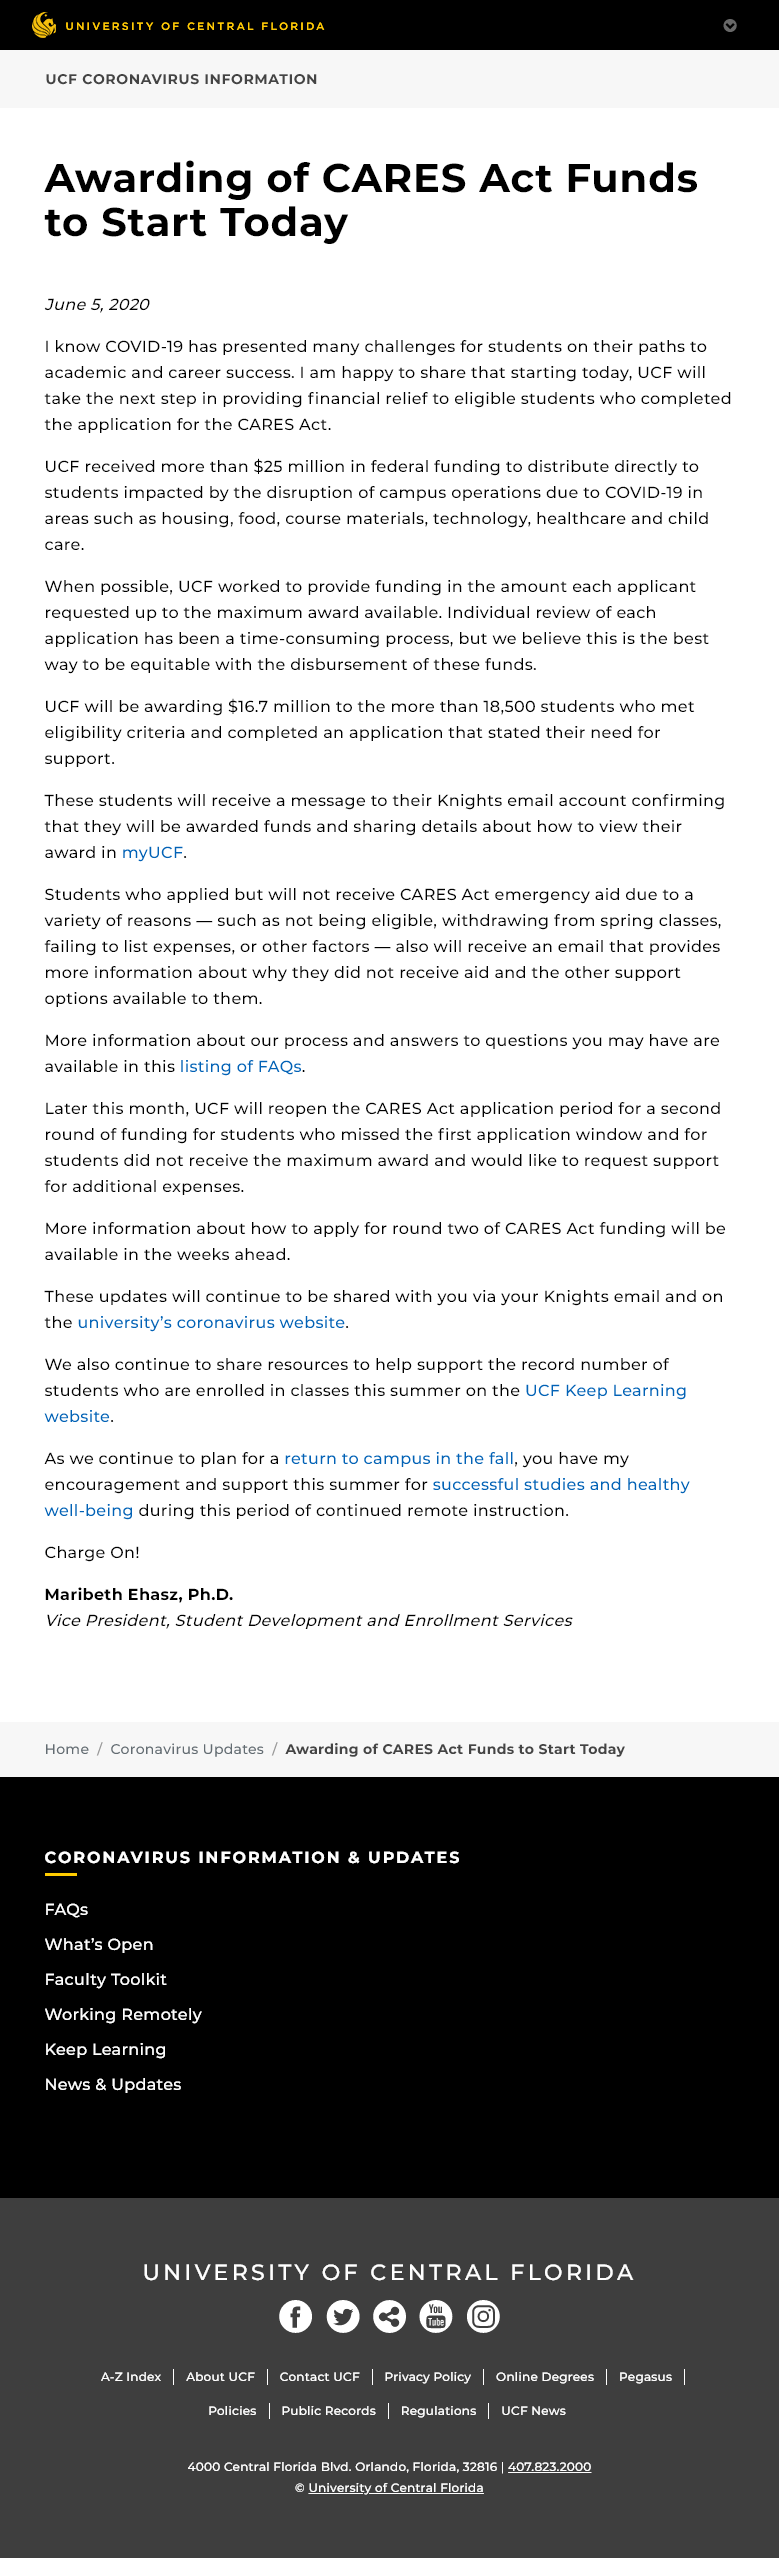 UNIVERSITY OF CENTRAL FLORIDA
UCF CORONAVIRUS INFORMATION
Awarding of CARES Act Funds
to Start Today
June 5, 2020
I know COVID-19 has presented many challenges for students on their paths to
academic and career success. I am happy to share that starting today, UCF will
take the next step in providing financial relief to eligible students who completed
the application for the CARES Act.
UCF received more than $25 million in federal funding to distribute directly to
students impacted by the disruption of campus operations due to COVID-19 in
areas such as housing, food, course materials, technology, healthcare and child
care.
When possible, UCF worked to provide funding in the amount each applicant
requested up to the maximum award available. Individual review of each
application has been a time-consuming process, but we believe this is the best
way to be equitable with the disbursement of these funds.
UCF will be awarding $16.7 million to the more than 18,500 students who met
eligibility criteria and completed an application that stated their need for
support.
These students will receive a message to their Knights email account confirming
that they will be awarded funds and sharing details about how to view their
award in myUCF.
Students who applied but will not receive CARES Act emergency aid due to a
variety of reasons — such as not being eligible, withdrawing from spring classes,
failing to list expenses, or other factors — also will receive an email that provides
more information about why they did not receive aid and the other support
options available to them.
More information about our process and answers to questions you may have are
available in this listing of FAQs.
Later this month, UCF will reopen the CARES Act application period for a second
round of funding for students who missed the first application window and for
students did not receive the maximum award and would like to request support
for additional expenses.
More information about how to apply for round two of CARES Act funding will be
available in the weeks ahead.
These updates will continue to be shared with you via your Knights email and on
the university’s coronavirus website.
We also continue to share resources to help support the record number of
students who are enrolled in classes this summer on the UCF Keep Learning
website.
As we continue to plan for a return to campus in the fall, you have my
encouragement and support this summer for successful studies and healthy
well-being during this period of continued remote instruction.
Charge On!
Maribeth Ehasz, Ph.D.
Vice President, Student Development and Enrollment Services
Home / Coronavirus Updates / Awarding of CARES Act Funds to Start Today
CORONAVIRUS INFORMATION & UPDATES
FAQs
What’s Open
Faculty Toolkit
Working Remotely
Keep Learning
News & Updates
UNIVERSITY OF CENTRAL FLORIDA
You Tube
A-Z Index | About UCF | Contact UCF | Privacy Policy | Online Degrees | Pegasus |
Policies | Public Records | Regulations | UCF News
4000 Central Florida Blvd. Orlando, Florida, 32816 | 407.823.2000
© University of Central Florida